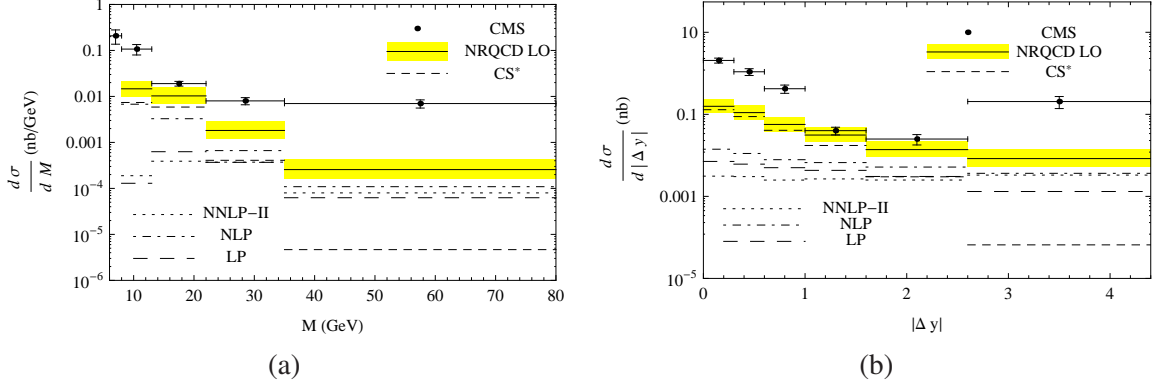 1
0.1
0.01
0.001
10⁻⁴
10⁻⁵
10⁻⁶
dσ/dM (nb/GeV)
CMS
NRQCD LO
CS*
NNLP-II
NLP
LP
10 20 30 40 50 60 70 80
M (GeV)
(a)
10
0.1
0.001
10⁻⁵
dσ/d|Δy| (nb)
CMS
NRQCD LO
CS*
NNLP-II
NLP
LP
0 1 2 3 4
|Δ y|
(b)